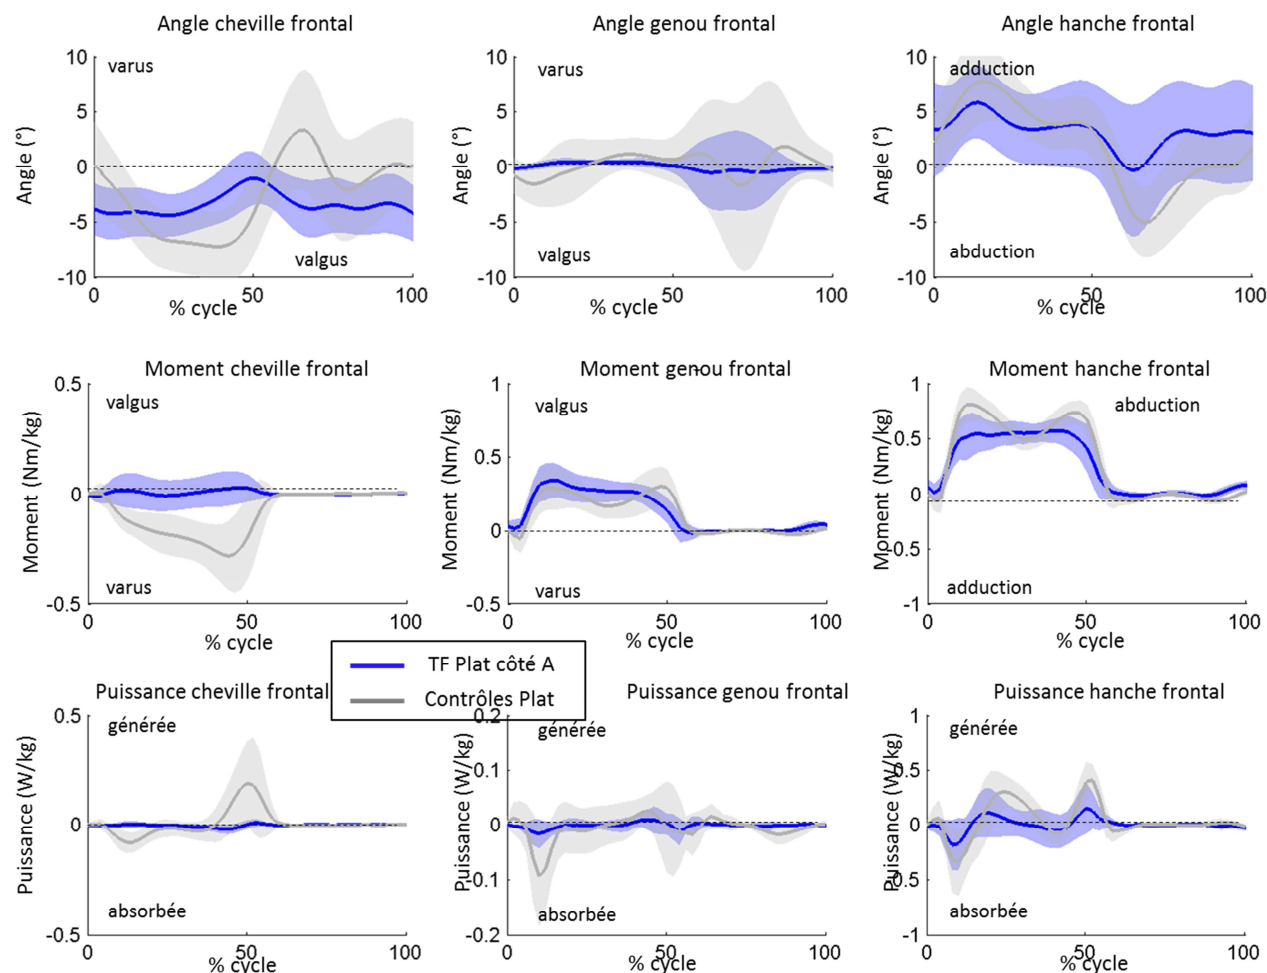 Angle cheville frontal
Angle genou frontal
Angle hanche frontal
10
5
0
-5
-10
Angle (°)
varus
valgus
0
50
100
% cycle
10
5
0
-5
-10
Angle (°)
varus
valgus
0
50
100
% cycle
10
5
0
-5
-10
Angle (°)
adduction
abduction
0
50
100
% cycle
Moment cheville frontal
Moment genou frontal
Moment hanche frontal
0.5
0
-0.5
Moment (Nm/kg)
valgus
varus
0
50
100
% cycle
1
0.5
0
-0.5
Moment (Nm/kg)
valgus
varus
0
50
100
% cycle
1
0.5
0
-0.5
-1
Moment (Nm/kg)
abduction
adduction
0
50
100
% cycle
TF Plat côté A
Contrôles Plat
Puissance cheville frontal
Puissance genou frontal
Puissance hanche frontal
0.5
0
-0.5
Puissance (W/kg)
générée
absorbée
0
50
100
% cycle
0.2
0.1
0
-0.1
-0.2
Puissance (W/kg)
générée
absorbée
0
50
100
% cycle
1
0.5
0
-0.5
-1
Puissance (W/kg)
générée
absorbée
0
50
100
% cycle